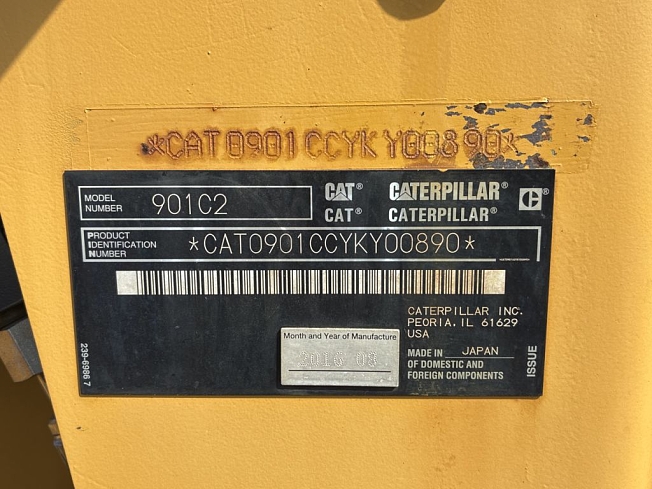 *CAT0901CCYKY00890*
MODEL NUMBER 901C2
CAT® CATERPILLAR® C®
CAT® CATERPILLAR®
PRODUCT IDENTIFICATION NUMBER *CAT0901CCYKY00890*
CATERPILLAR INC.
PEORIA, IL 61629
USA
Month and Year of Manufacture
MADE IN JAPAN
OF DOMESTIC AND
FOREIGN COMPONENTS
ISSUE
239-6986 7